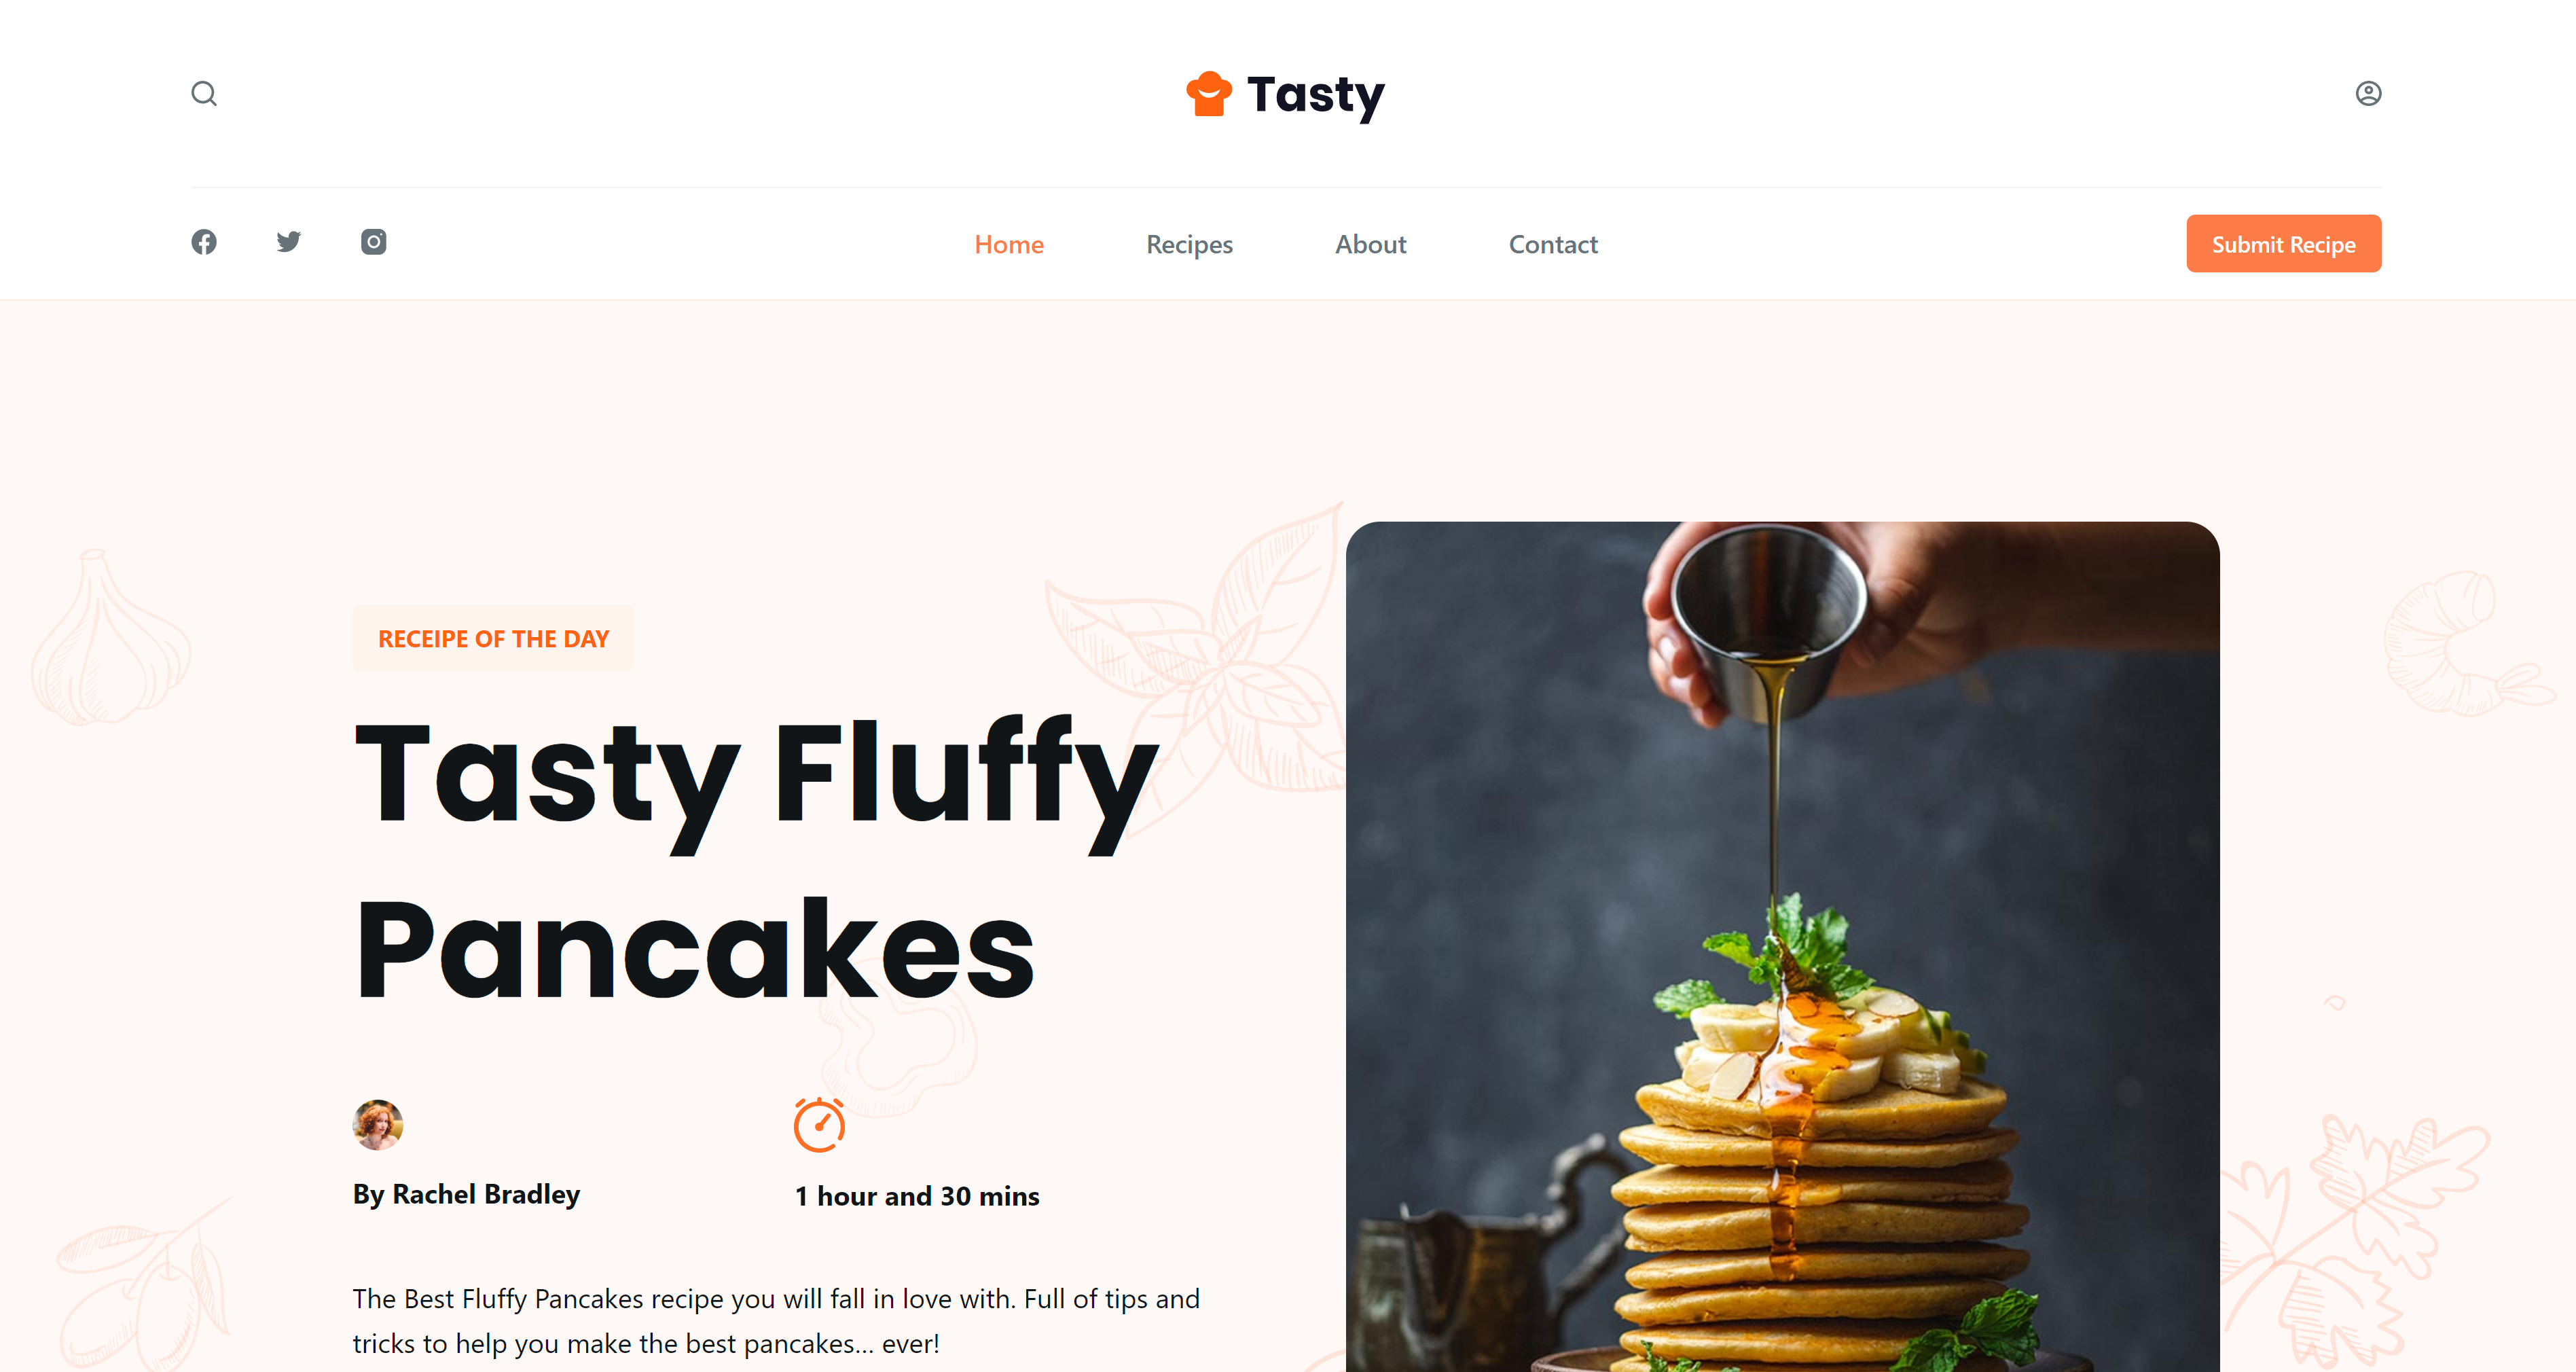 Tasty
Home
Recipes
About
Contact
Submit Recipe
RECEIPE OF THE DAY
Tasty Fluffy
Pancakes
By Rachel Bradley
1 hour and 30 mins
The Best Fluffy Pancakes recipe you will fall in love with. Full of tips and
tricks to help you make the best pancakes... ever!